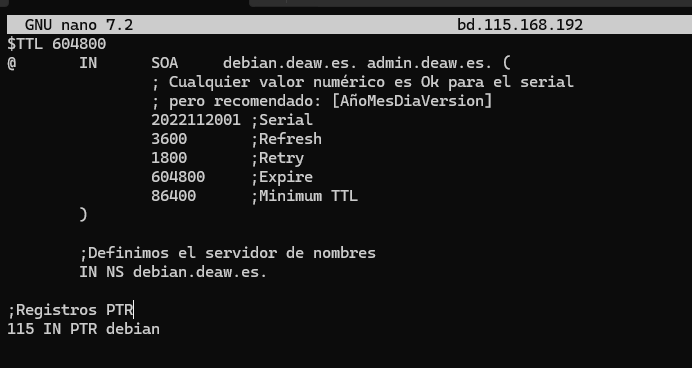 GNU nano 7.2 bd.115.168.192
$TTL 604800
@ IN SOA debian.deaw.es. admin.deaw.es. (
; Cualquier valor numérico es Ok para el serial
; pero recomendado: [AñoMesDiaVersion]
2022112001 ;Serial
3600 ;Refresh
1800 ;Retry
604800 ;Expire
86400 ;Minimum TTL
)
;Definimos el servidor de nombres
IN NS debian.deaw.es.
;Registros PTR
115 IN PTR debian